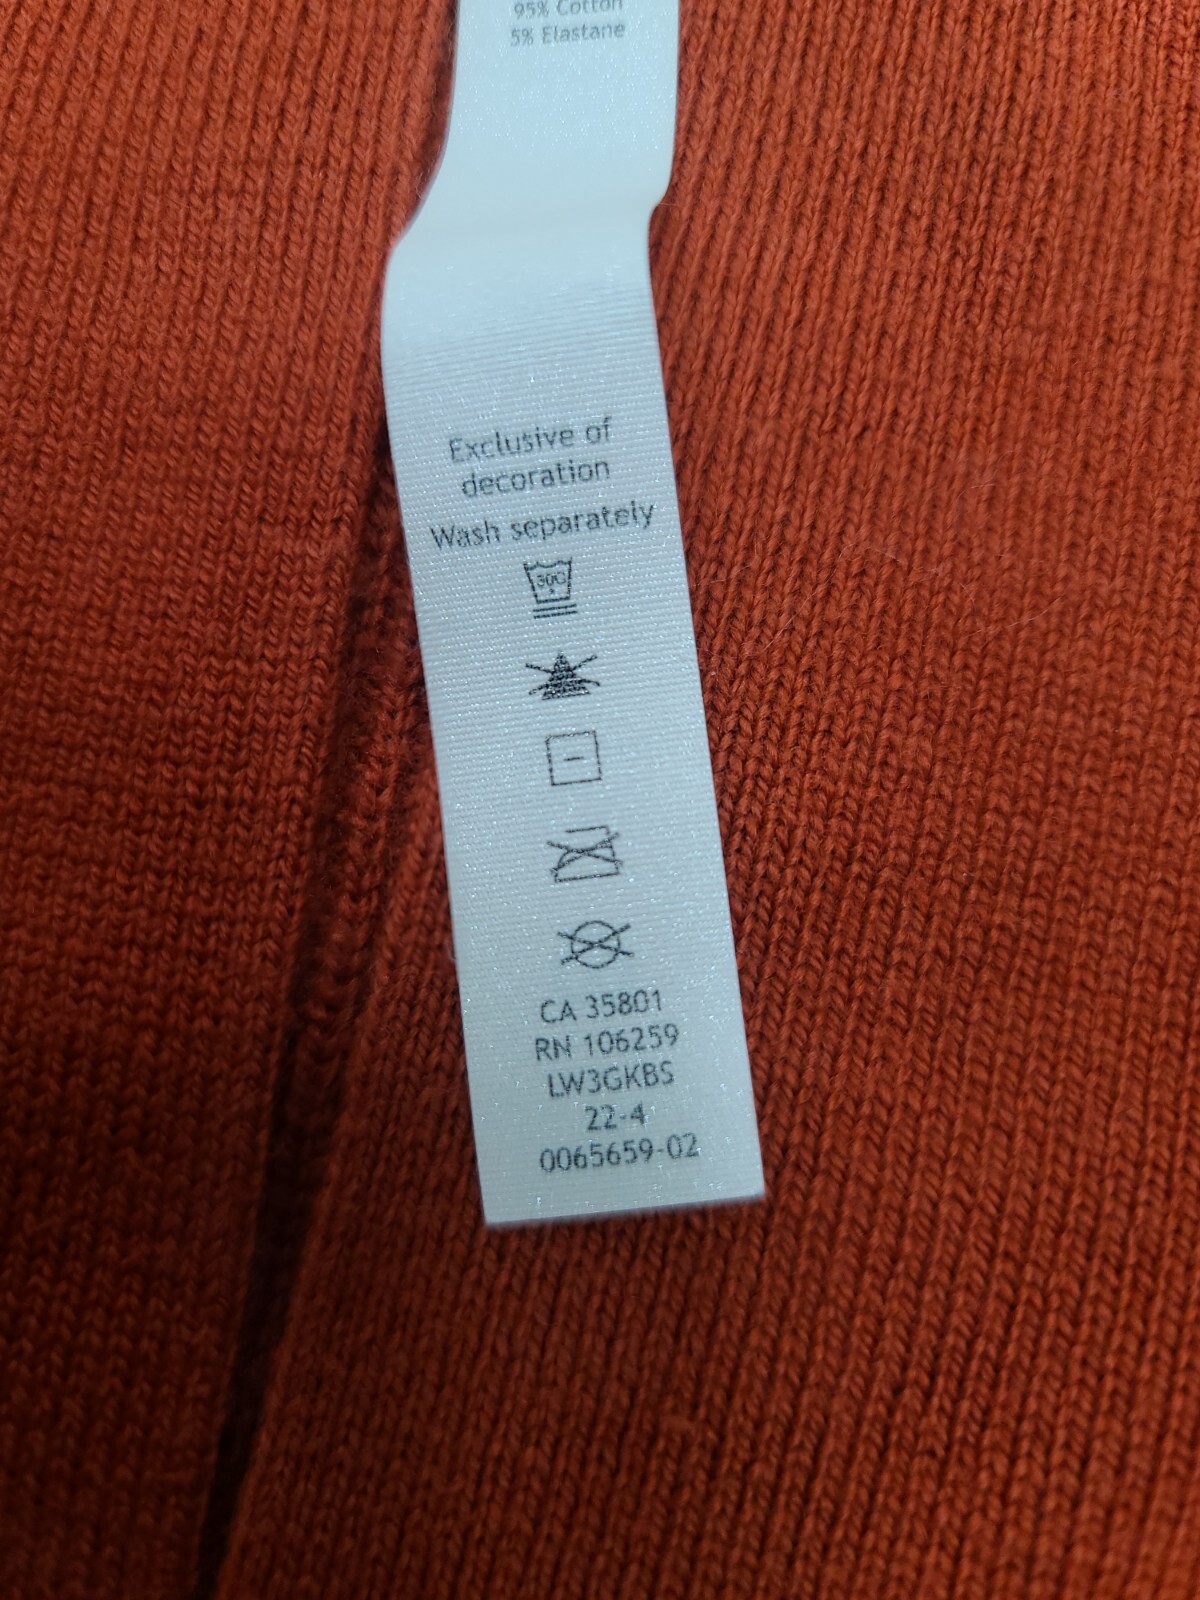 95% Cotton
5% Elastane
Exclusive of
decoration
Wash separately
30C
CA 35801
RN 106259
LW3GKBS
22-4
0065659-02